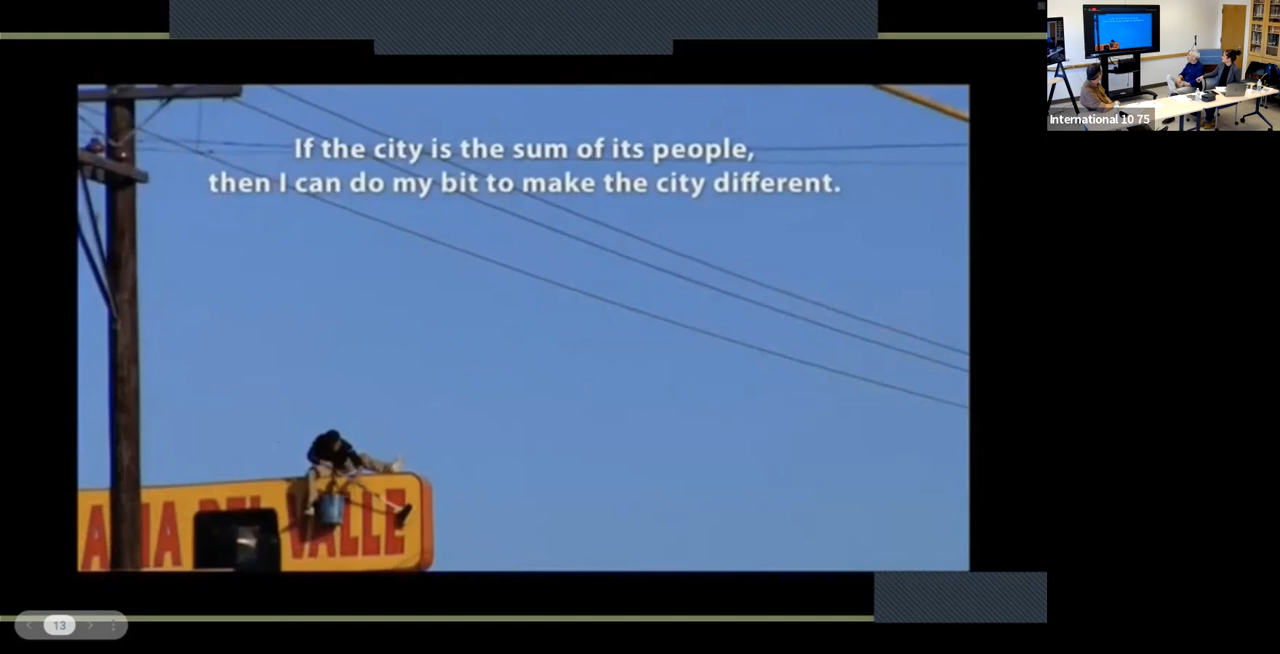 If the city is the sum of its people,
then I can do my bit to make the city different.
International 10 75
VALLE
13